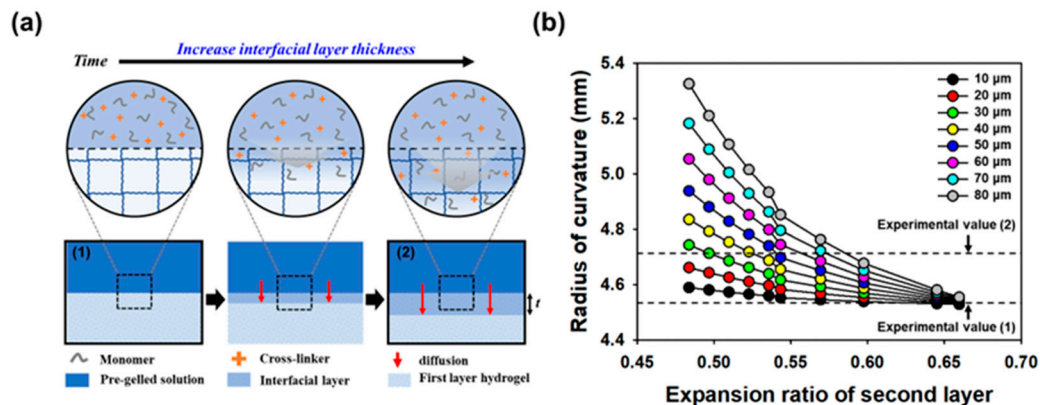 (a)
Increase interfacial layer thickness
Time
(1)
(2)
t
Monomer
Cross-linker
diffusion
Pre-gelled solution
Interfacial layer
First layer hydrogel
(b)
Radius of curvature (mm)
5.4
5.2
5.0
4.8
4.6
4.4
10 µm
20 µm
30 µm
40 µm
50 µm
60 µm
70 µm
80 µm
Experimental value (2)
Experimental value (1)
0.45 0.50 0.55 0.60 0.65 0.70
Expansion ratio of second layer